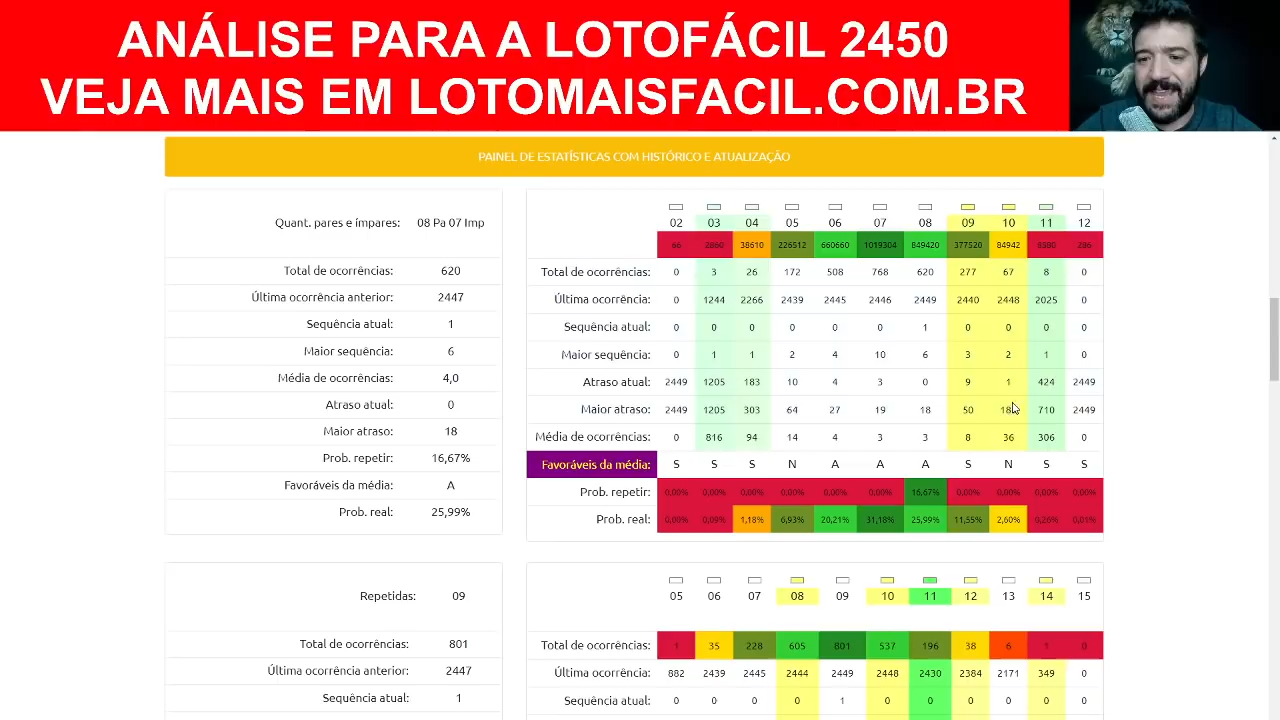 ANÁLISE PARA A LOTOFÁCIL 2450
VEJA MAIS EM LOTOMAISFACIL.COM.BR
PAINEL DE ESTATÍSTICAS COM HISTÓRICO E ATUALIZAÇÃO
Quant. pares e ímpares: 08 Pa 07 Imp
Total de ocorrências: 620
Última ocorrência anterior: 2447
Sequência atual: 1
Maior sequência: 6
Média de ocorrências: 4,0
Atraso atual: 0
Maior atraso: 18
Prob. repetir: 16,67%
Favoráveis da média: A
Prob. real: 25,99%
02 03 04 05 06 07 08 09 10 11 12
66 2860 38610 226512 660660 1019304 849420 377520 84942 8580 286
Total de ocorrências: 0 3 26 172 508 768 620 277 67 8 0
Última ocorrência: 0 1244 2266 2439 2445 2446 2449 2440 2448 2025 0
Sequência atual: 0 0 0 0 0 0 1 0 0 0 0
Maior sequência: 0 1 1 2 4 10 6 3 2 1 0
Atraso atual: 2449 1205 183 10 4 3 0 9 1 424 2449
Maior atraso: 2449 1205 303 64 27 19 18 50 710 2449
Média de ocorrências: 0 816 94 14 4 3 3 8 36 306 0
Favoráveis da média: S S S N A A A S N S S
Prob. repetir: 0,00% 0,00% 0,00% 0,00% 0,00% 0,00% 16,67% 0,00% 0,00% 0,00% 0,00%
Prob. real: 0,00% 0,09% 1,18% 6,93% 20,21% 31,18% 25,99% 11,55% 2,60% 0,26% 0,01%
Repetidas: 09
Total de ocorrências: 801
Última ocorrência anterior: 2447
Sequência atual: 1
05 06 07 08 09 10 11 12 13 14 15
Total de ocorrências: 1 35 228 605 801 537 196 38 6 1 0
Última ocorrência: 882 2439 2445 2444 2449 2448 2430 2384 2171 349 0
Sequência atual: 0 0 0 0 1 0 0 0 0 0 0